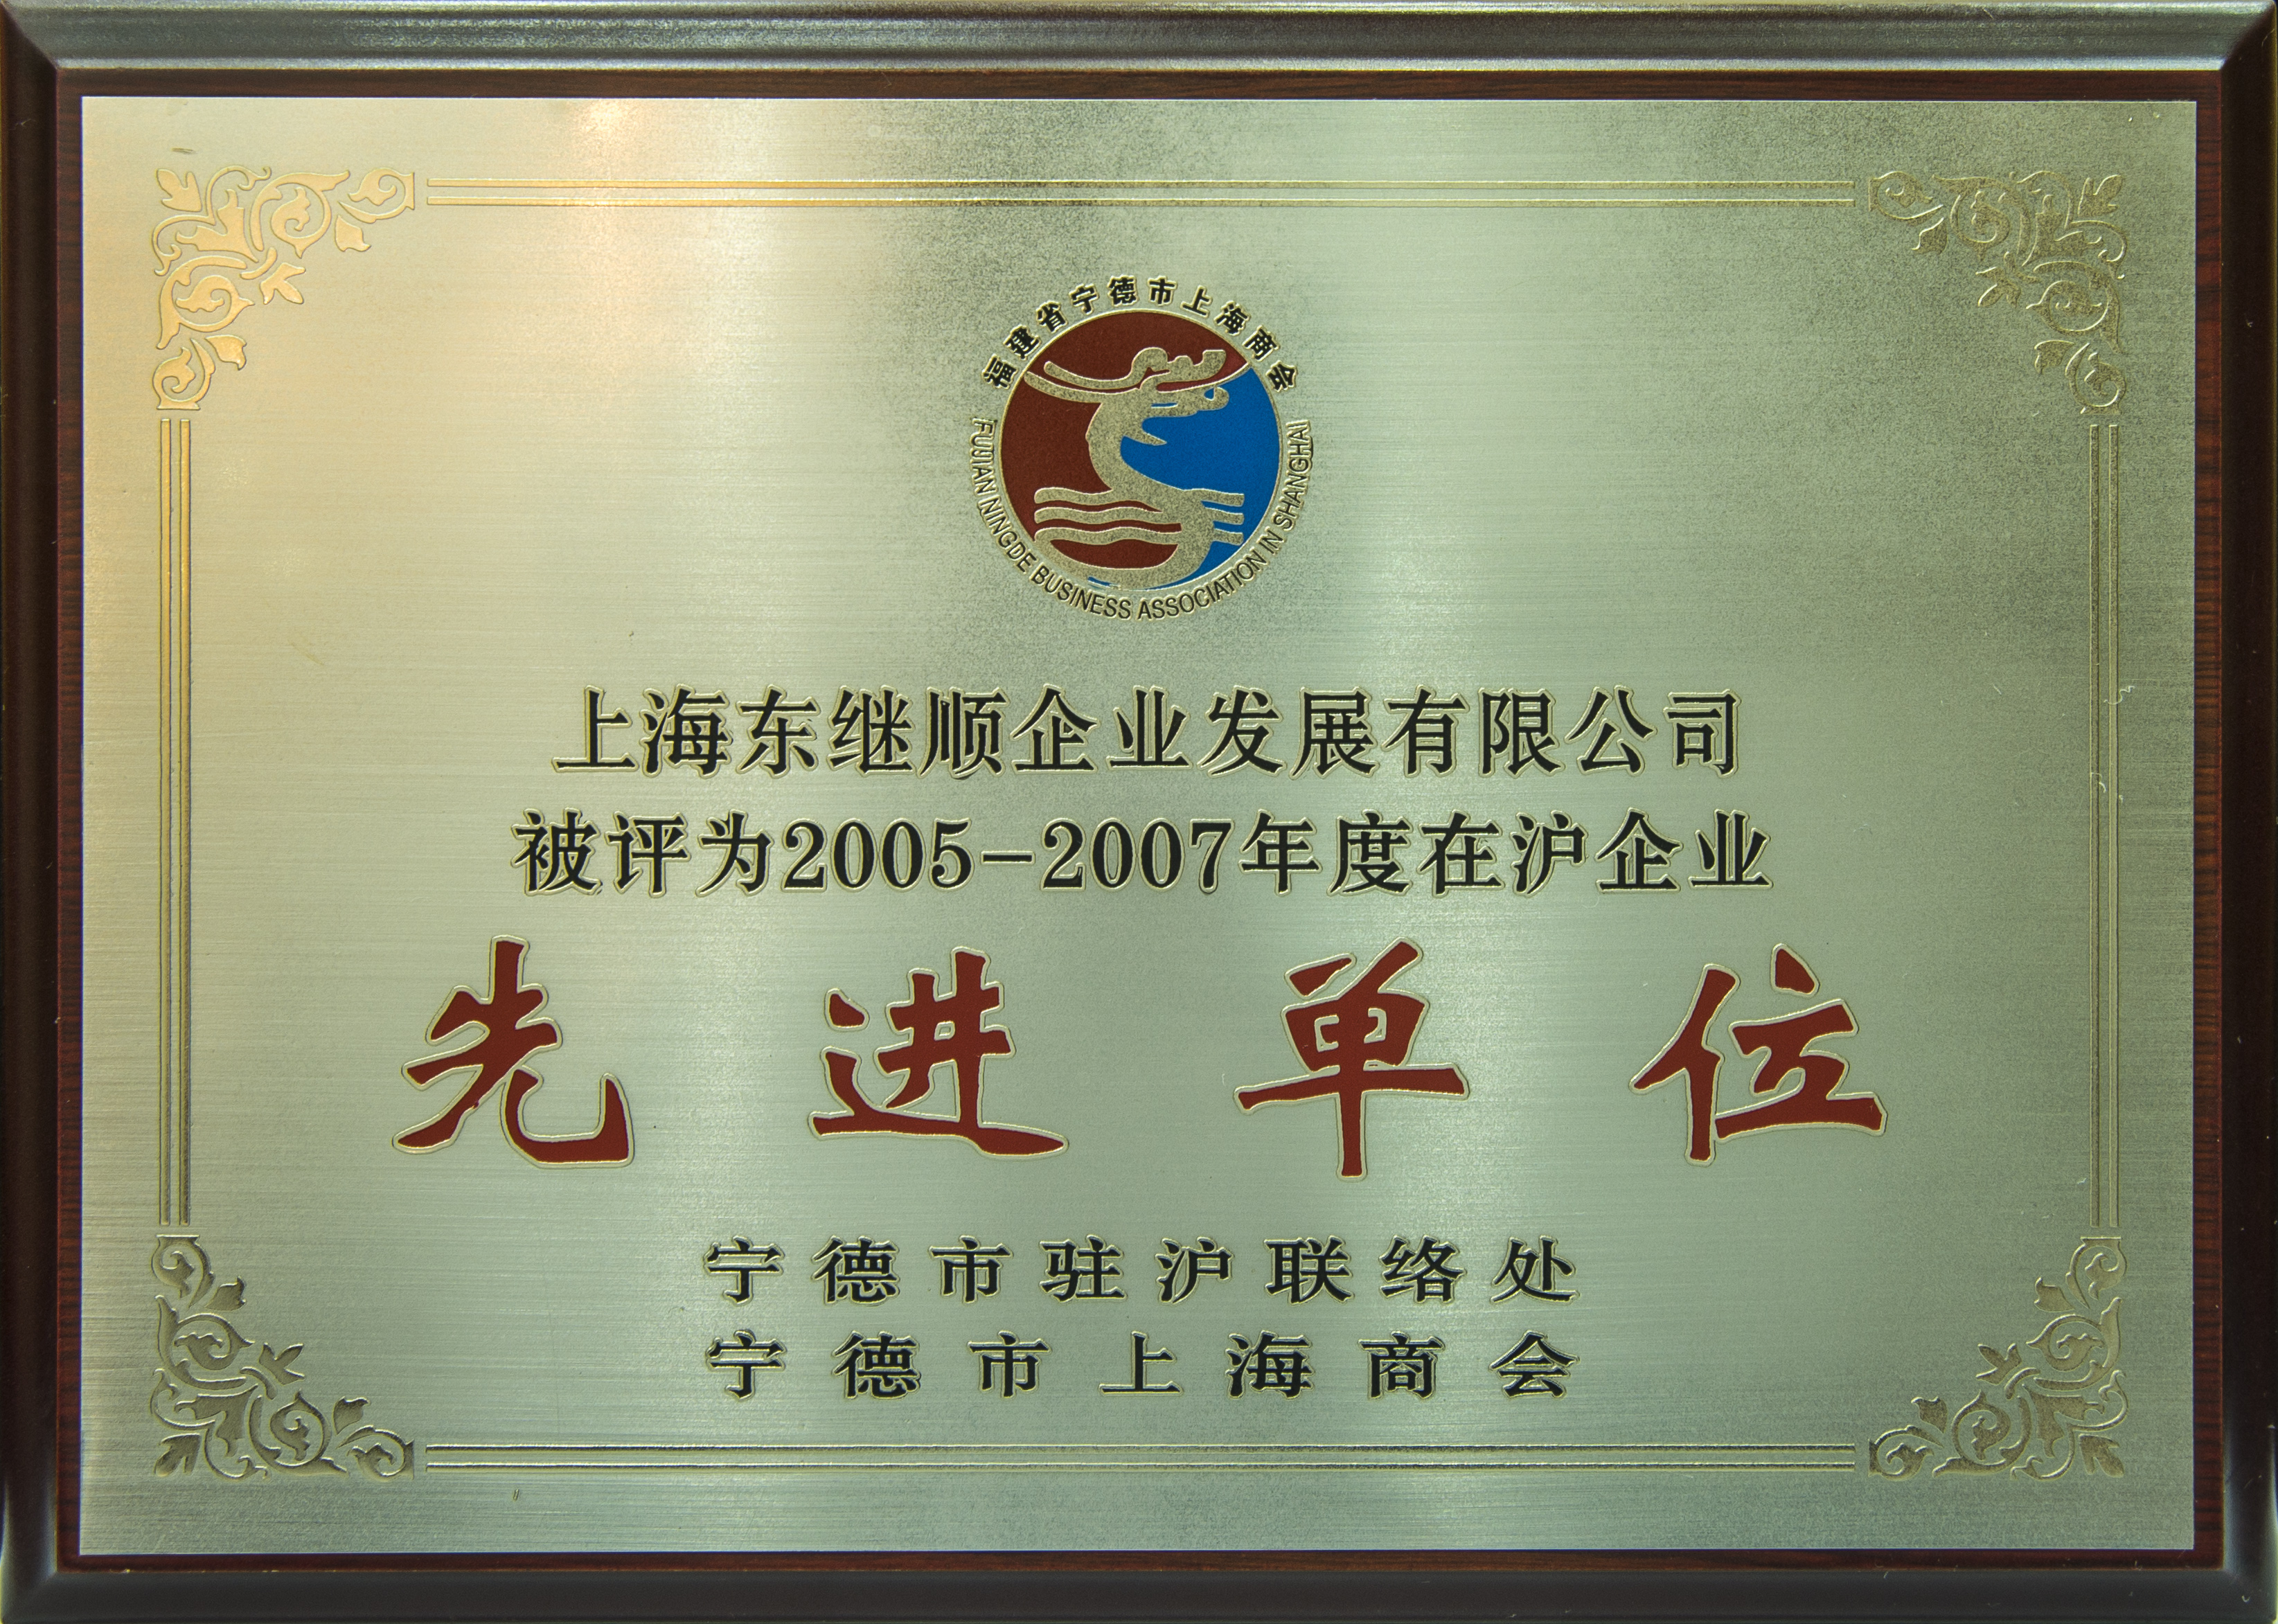 福建省宁德市上海商会
FUJIAN NINGDE BUSINESS ASSOCIATION IN SHANGHAI
上海东继顺企业发展有限公司
被评为2005-2007年度在沪企业
先进单位
宁德市驻沪联络处
宁德市上海商会